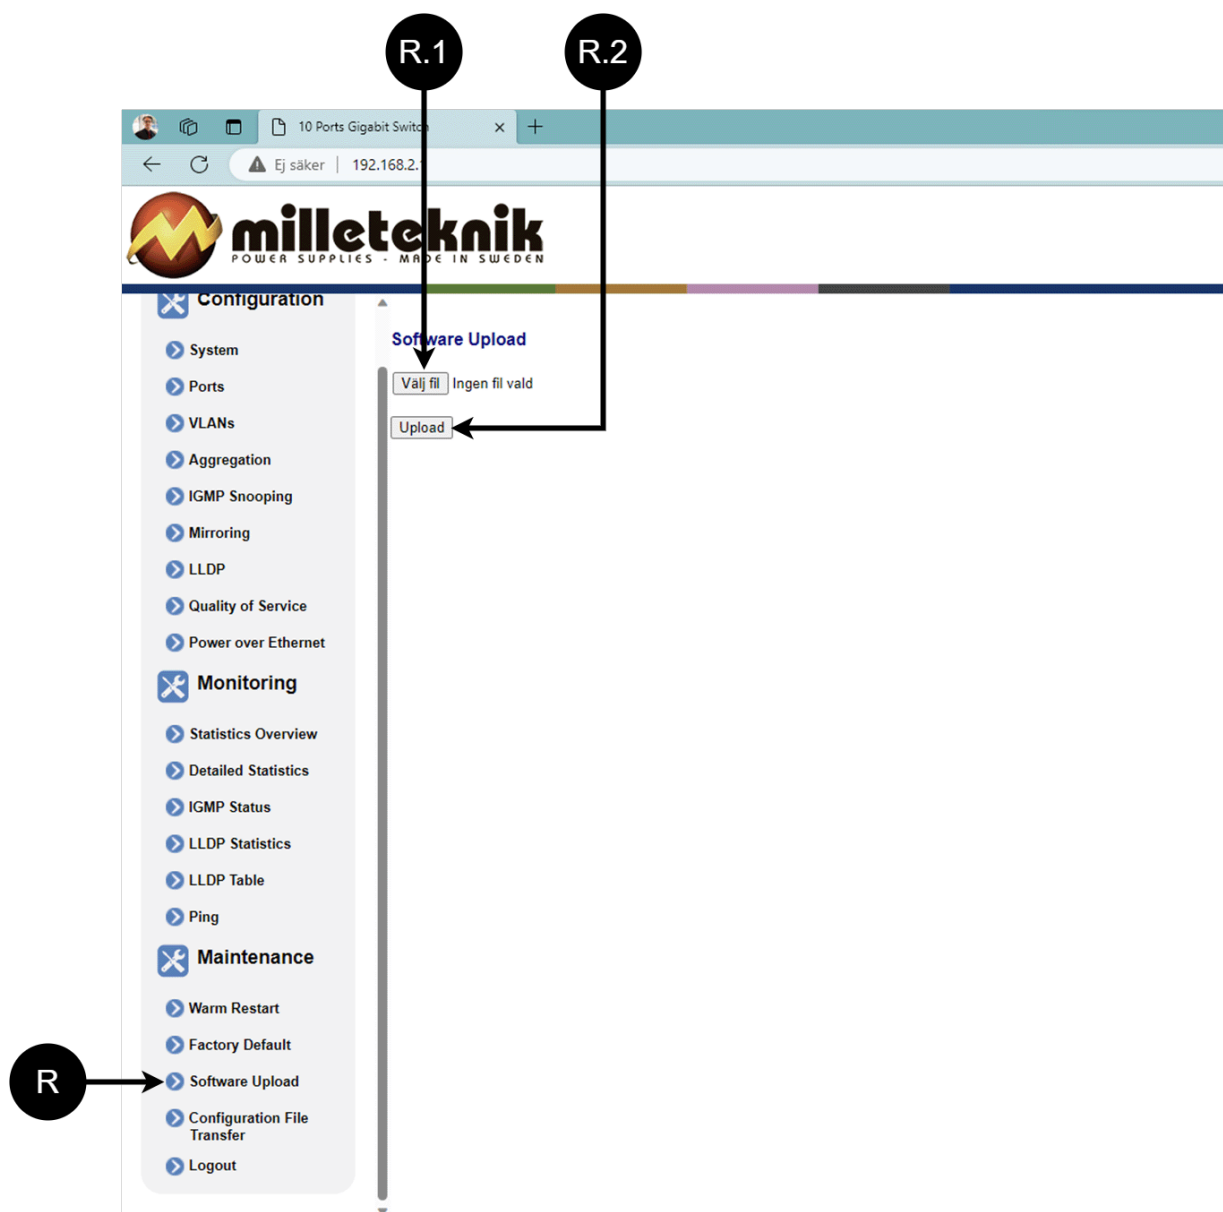 R.1
R.2
10 Ports Gigabit Switch
Ej säker
192.168.2.
milleteknik
POWER SUPPLIES - MADE IN SWEDEN
Configuration
System
Ports
VLANs
Aggregation
IGMP Snooping
Mirroring
LLDP
Quality of Service
Power over Ethernet
Monitoring
Statistics Overview
Detailed Statistics
IGMP Status
LLDP Statistics
LLDP Table
Ping
Maintenance
Warm Restart
Factory Default
R
Software Upload
Configuration File
Transfer
Logout
Software Upload
Välj fil Ingen fil vald
Upload